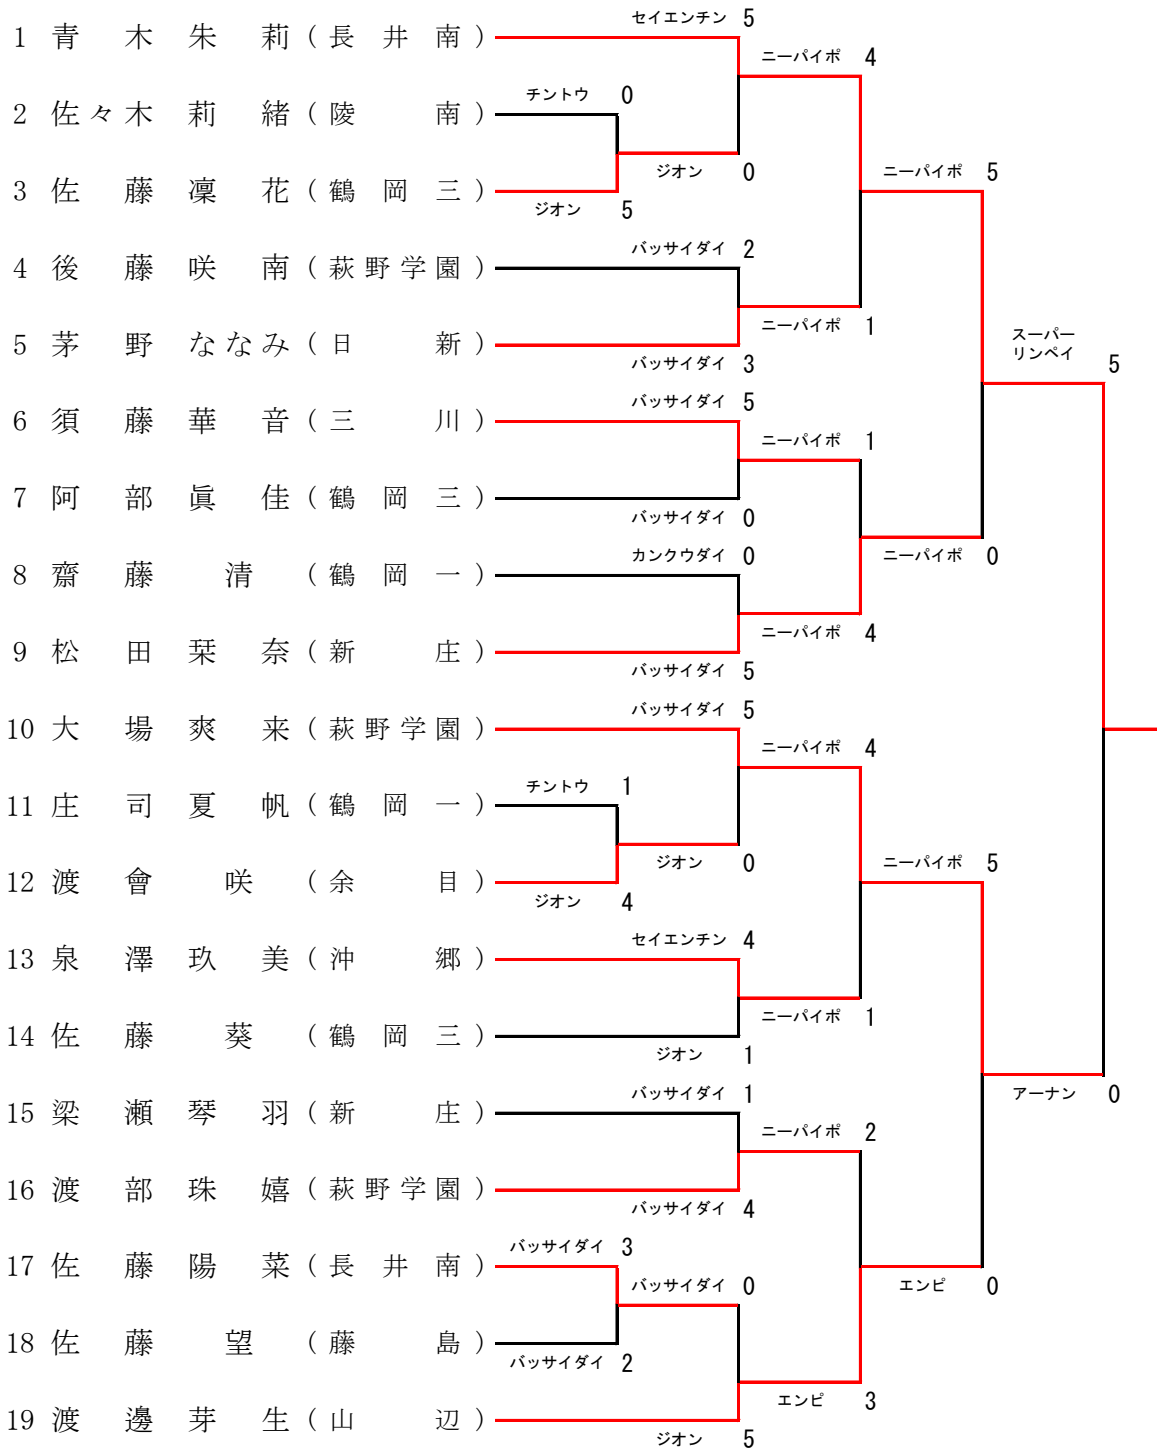 セイエンチン 5
1 青木朱莉(長井南)
ニーパイポ 4
チントウ 0
2 佐々木莉緒(陵南)
ジオン 0
ニーパイポ 5
3 佐藤凜花(鶴岡三)
ジオン 5
バッサイダイ 2
4 後藤咲南(萩野学園)
ニーパイポ 1
スーパー
リンペイ 5
5 茅野ななみ(日新)
バッサイダイ 3
バッサイダイ 5
6 須藤華音(三川)
ニーパイポ 1
7 阿部眞佳(鶴岡三)
バッサイダイ 0
カンクウダイ 0
ニーパイポ 0
8 齋藤清(鶴岡一)
ニーパイポ 4
9 松田栞奈(新庄)
バッサイダイ 5
バッサイダイ 5
10 大場爽来(萩野学園)
ニーパイポ 4
チントウ 1
11 庄司夏帆(鶴岡一)
ジオン 0
ニーパイポ 5
12 渡會咲(余目)
ジオン 4
セイエンチン 4
13 泉澤玖美(沖郷)
ニーパイポ 1
14 佐藤葵(鶴岡三)
ジオン 1
バッサイダイ 1
アーナン 0
15 梁瀬琴羽(新庄)
ニーパイポ 2
16 渡部珠嬉(萩野学園)
バッサイダイ 4
バッサイダイ 3
17 佐藤陽菜(長井南)
バッサイダイ 0
エンピ 0
18 佐藤望(藤島)
バッサイダイ 2
エンピ 3
19 渡邊芽生(山辺)
ジオン 5